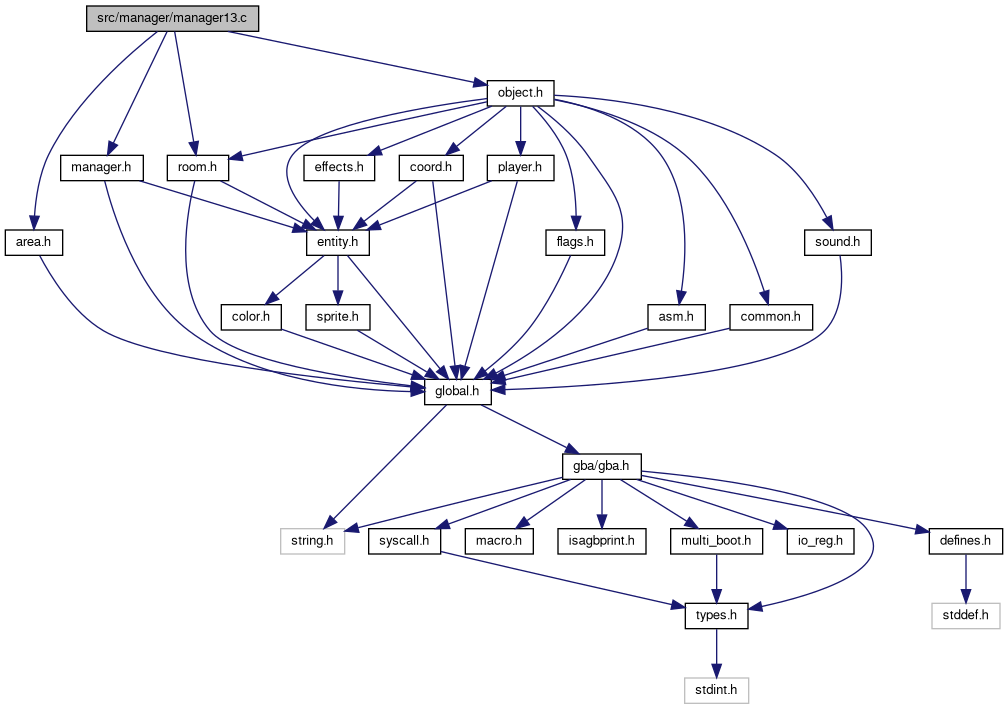 src/manager/manager13.c
object.h
manager.h
room.h
effects.h
coord.h
player.h
area.h
entity.h
flags.h
sound.h
color.h
sprite.h
asm.h
common.h
global.h
gba/gba.h
string.h
syscall.h
macro.h
isagbprint.h
multi_boot.h
io_reg.h
defines.h
types.h
stddef.h
stdint.h